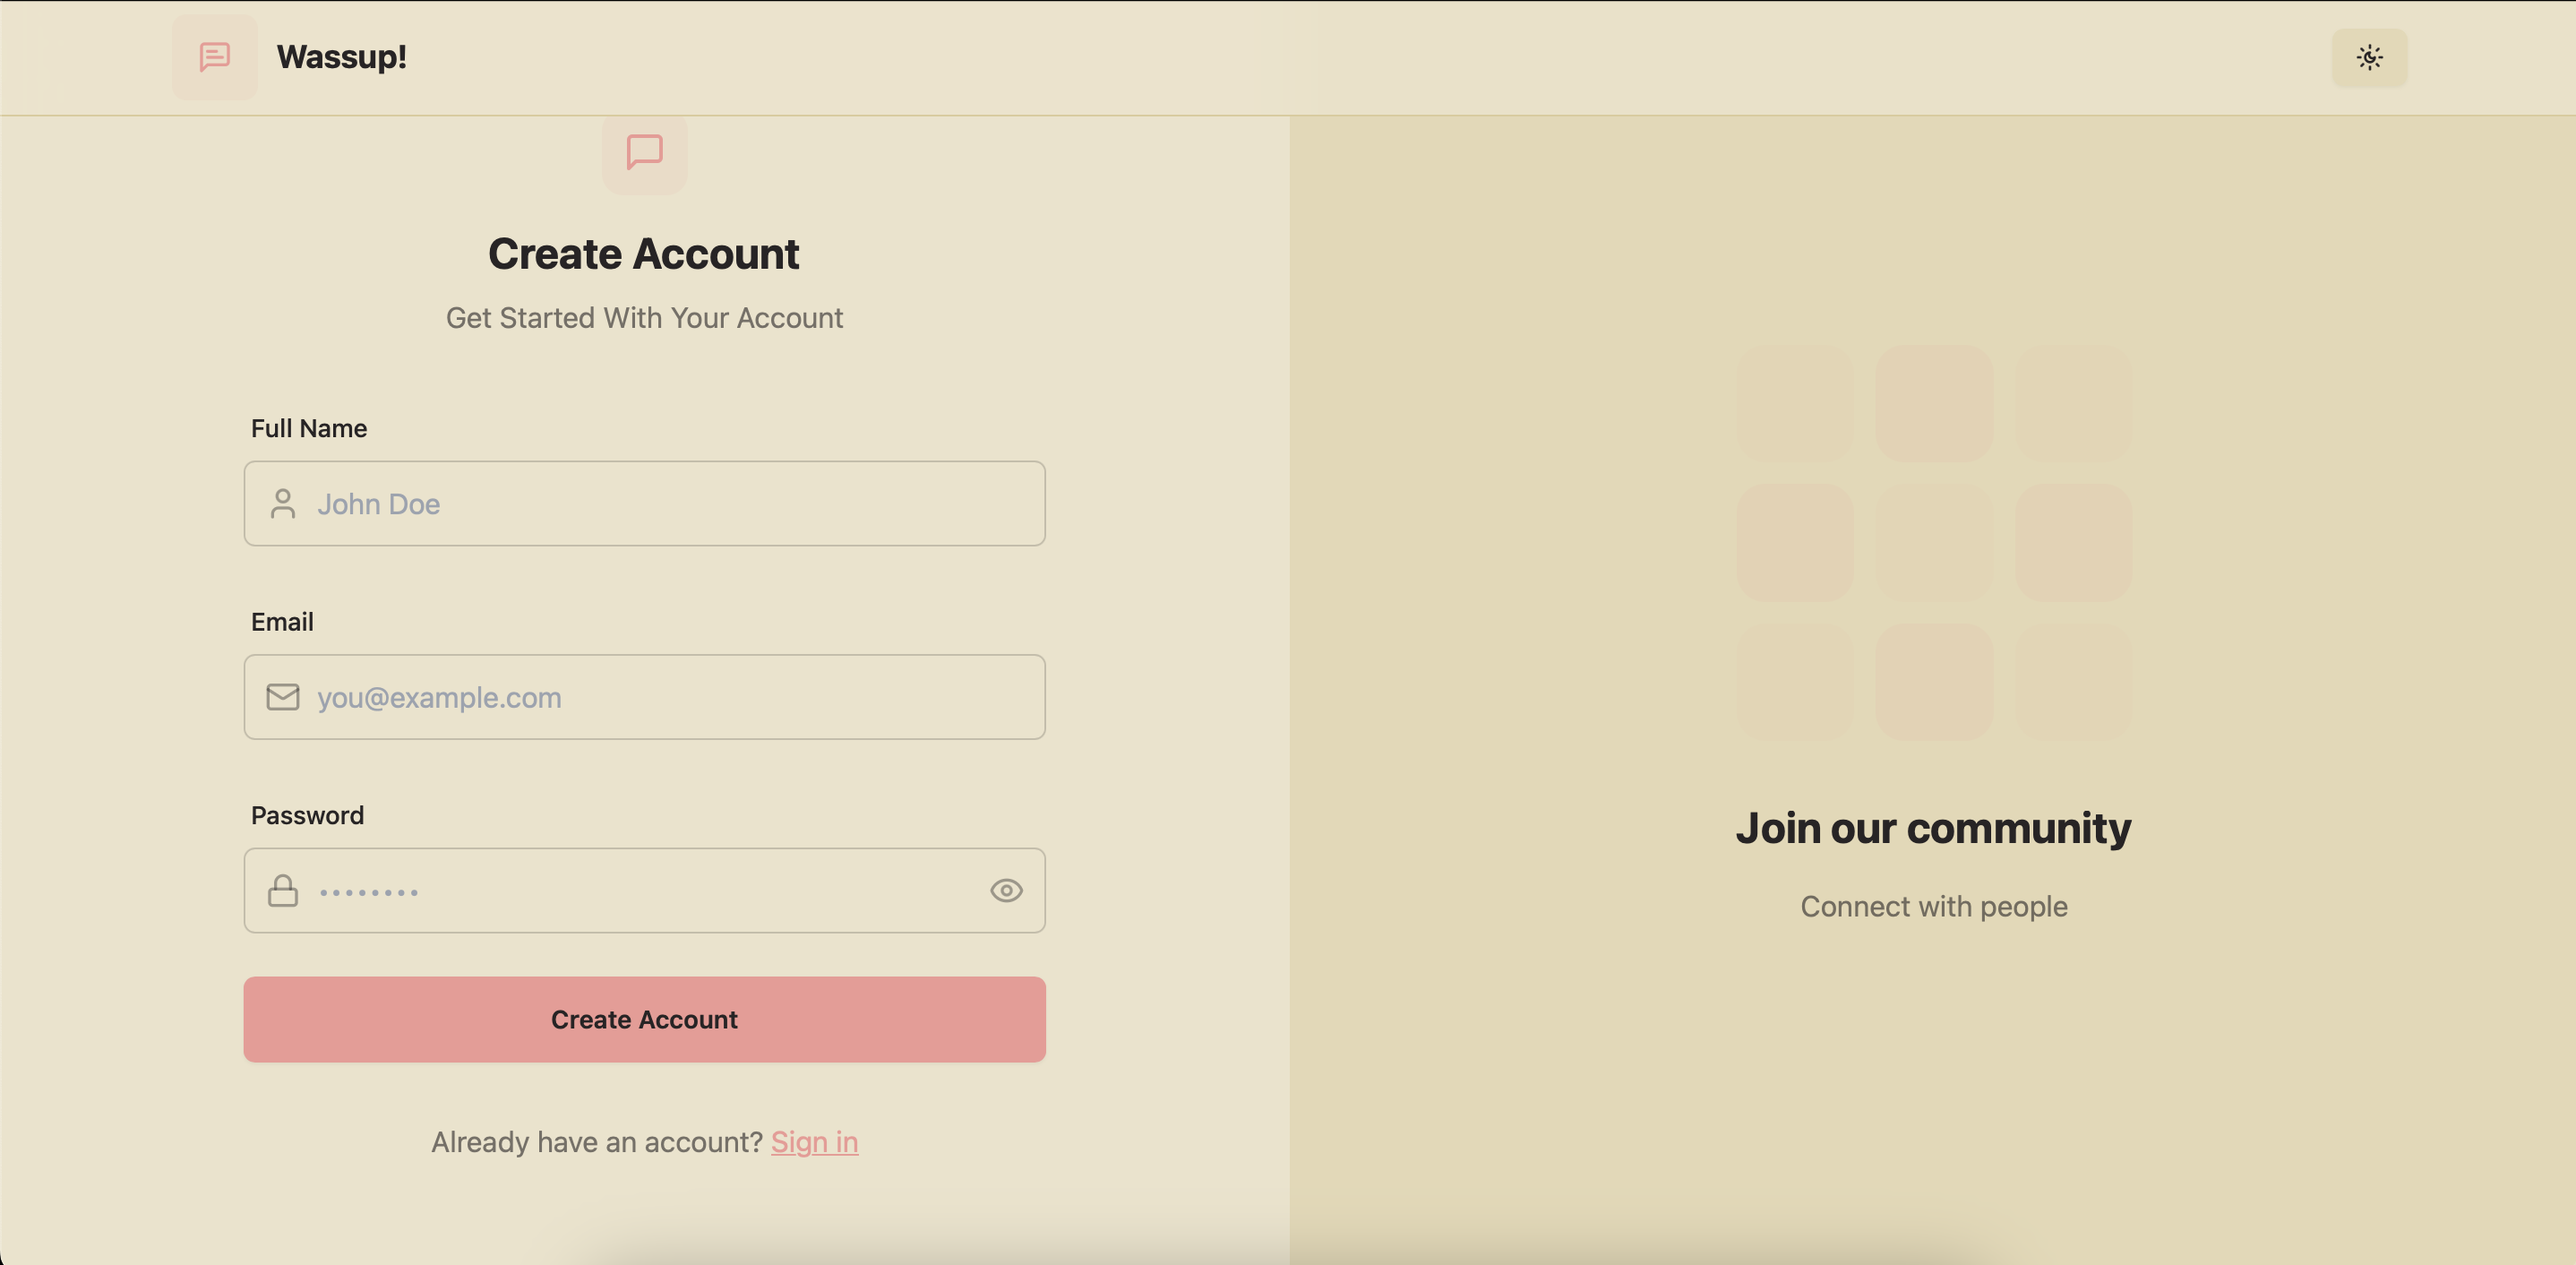 Wassup!
Create Account
Get Started With Your Account
Full Name
John Doe
Email
you@example.com
Password
••••••••
Create Account
Already have an account? Sign in
Join our community
Connect with people